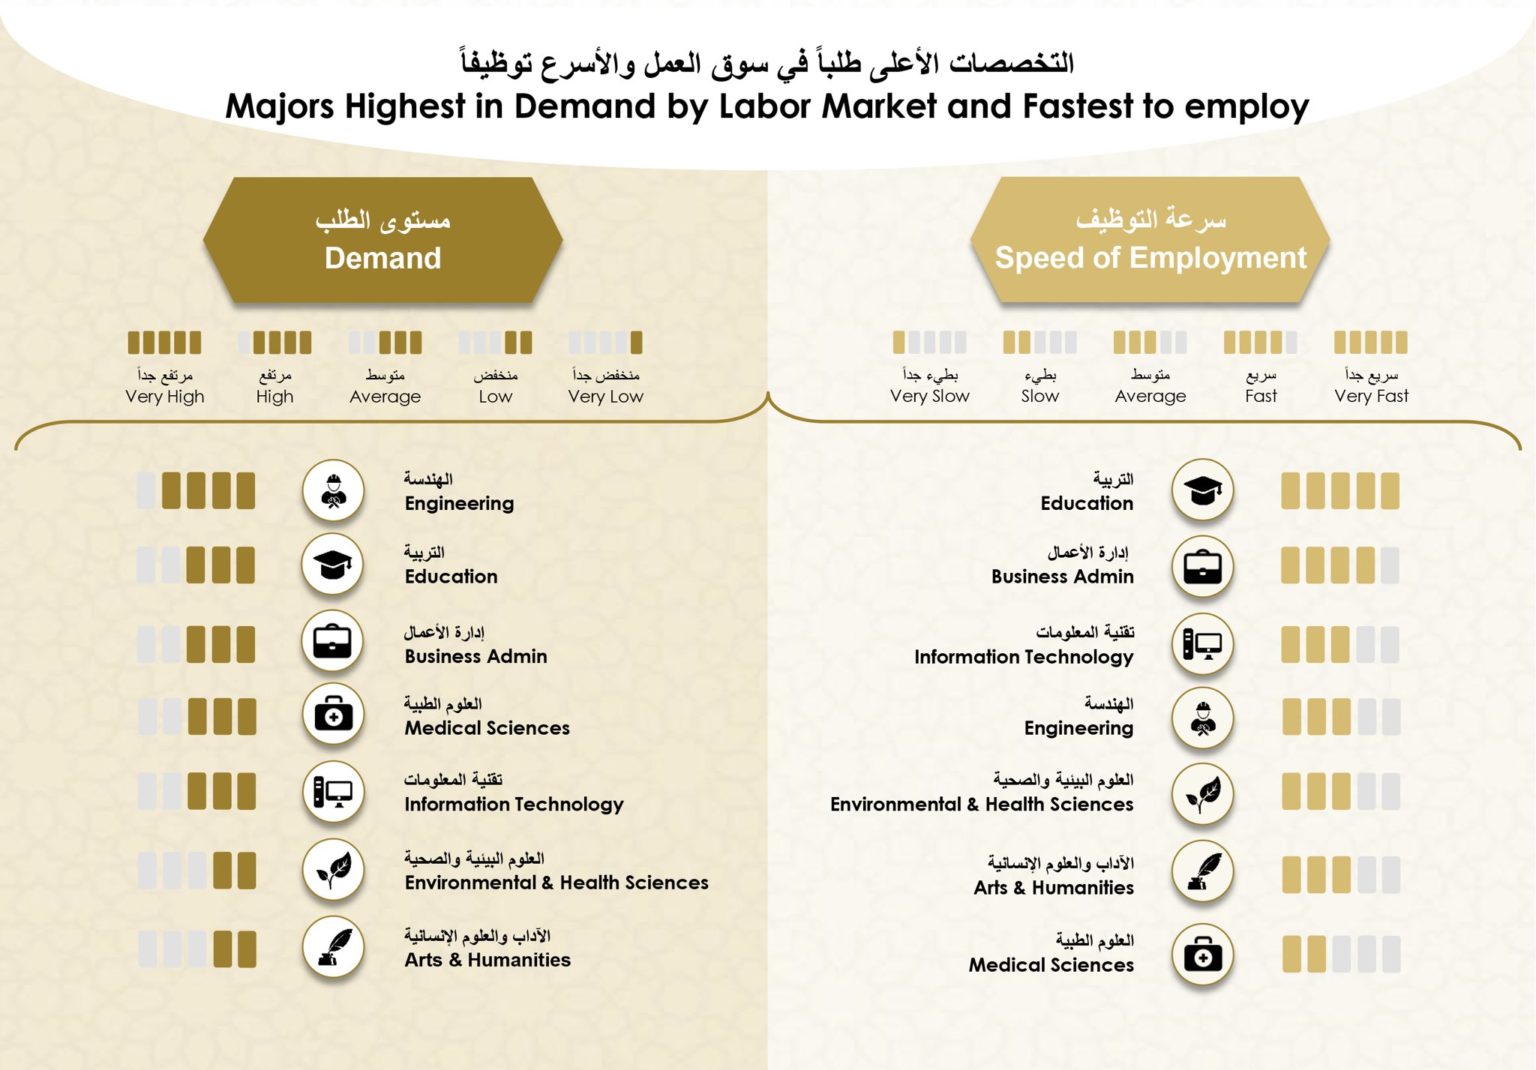 التخصصات الأعلى طلباً في سوق العمل والأسرع توظيفاً
Majors Highest in Demand by Labor Market and Fastest to employ
مستوى الطلب
Demand
مرتفع جداً
Very High
مرتفع
High
متوسط
Average
منخفض
Low
منخفض جداً
Very Low
الهندسة
Engineering
التربية
Education
إدارة الأعمال
Business Admin
العلوم الطبية
Medical Sciences
تقنية المعلومات
Information Technology
العلوم البيئية والصحية
Environmental & Health Sciences
الآداب والعلوم الإنسانية
Arts & Humanities
سرعة التوظيف
Speed of Employment
بطيء جداً
Very Slow
بطيء
Slow
متوسط
Average
سريع
Fast
سريع جداً
Very Fast
التربية
Education
إدارة الأعمال
Business Admin
تقنية المعلومات
Information Technology
الهندسة
Engineering
العلوم البيئية والصحية
Environmental & Health Sciences
الآداب والعلوم الإنسانية
Arts & Humanities
العلوم الطبية
Medical Sciences